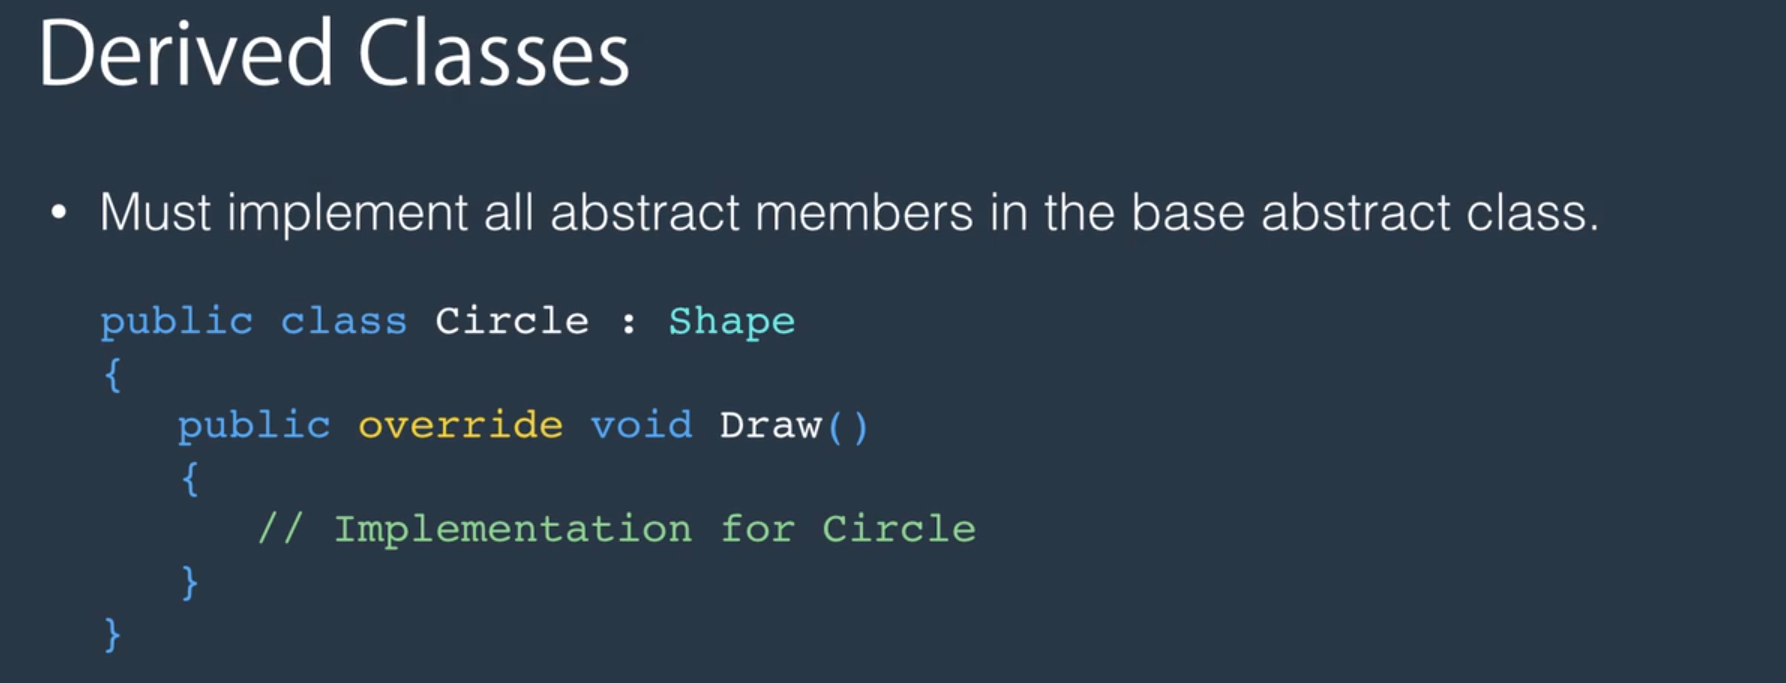 Derived Classes
• Must implement all abstract members in the base abstract class.
public class Circle : Shape
{
public override void Draw()
{
// Implementation for Circle
}
}